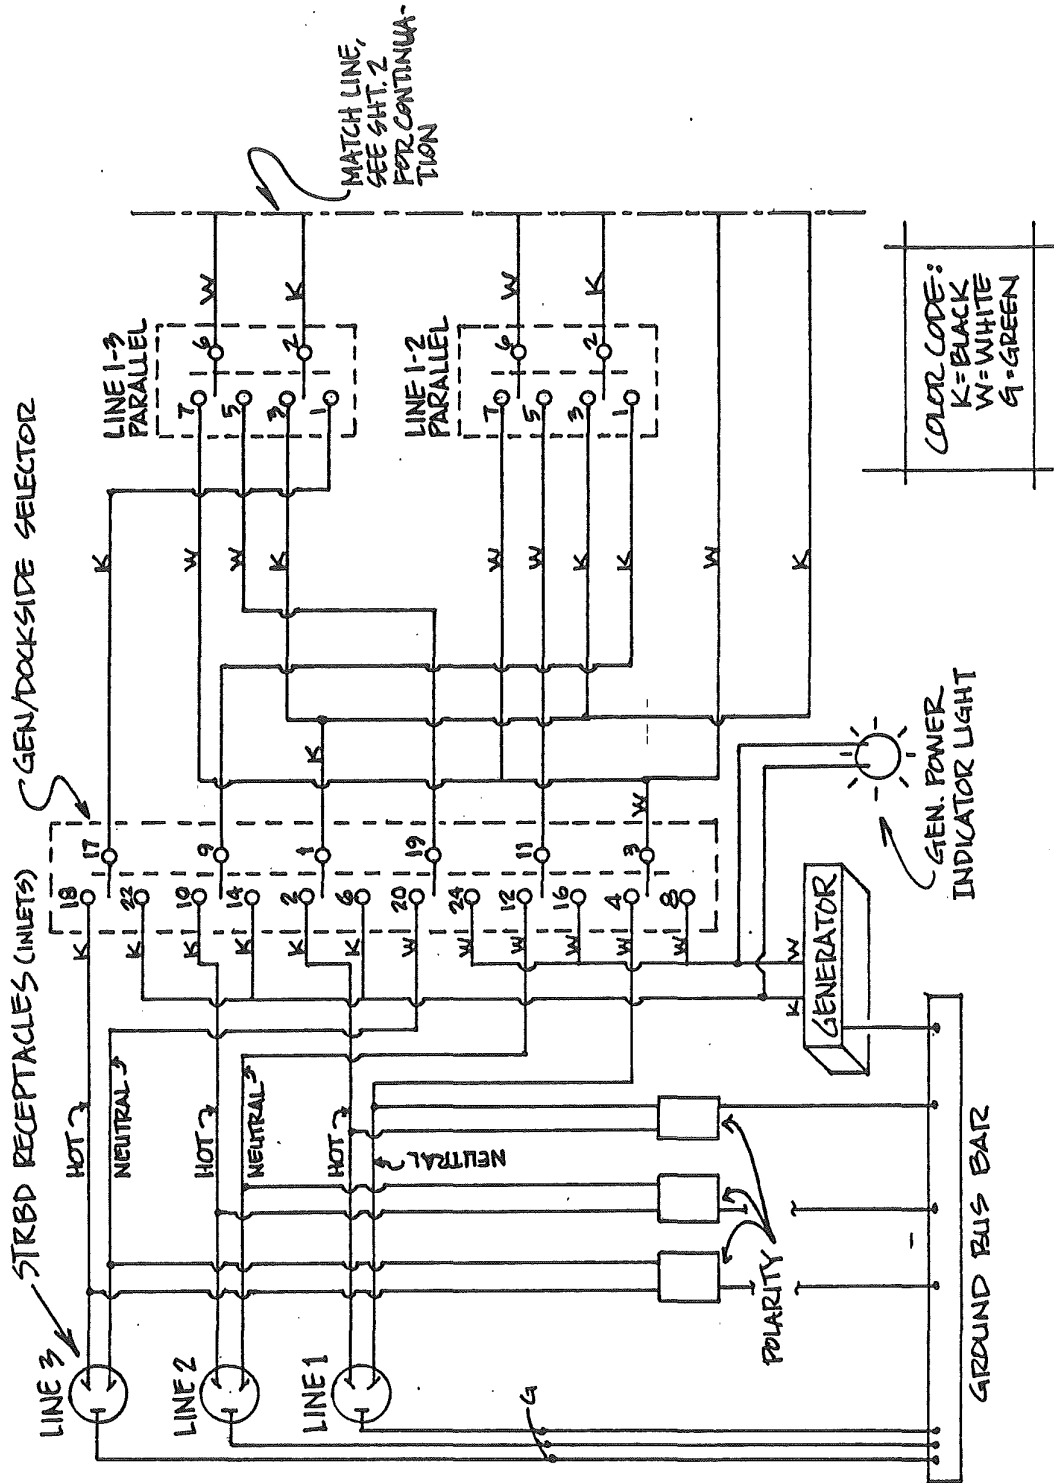 STRBD RECEPTACLES (INLETS)
GEN/DOCKSIDE SELECTOR
LINE 3
LINE 2
LINE 1
HOT
NEUTRAL
HOT
NEUTRAL
HOT
NEUTRAL
K
K
K
K
K
K
W
W
W
W
W
W
18
22
10
14
2
6
20
24
12
16
4
8
17
9
1
19
11
3
K
W
K
W
K
W
W
K
K
W
K
LINE 1-3
PARALLEL
7
5
3
1
6
2
W
K
LINE 1-2
PARALLEL
7
5
3
1
6
2
W
K
MATCH LINE,
SEE SHT. 2
FOR CONTINUA-
TION
POLARITY
G
K
W
GENERATOR
GEN. POWER
INDICATOR LIGHT
GROUND BUS BAR
COLOR CODE:
K=BLACK
W=WHITE
G=GREEN